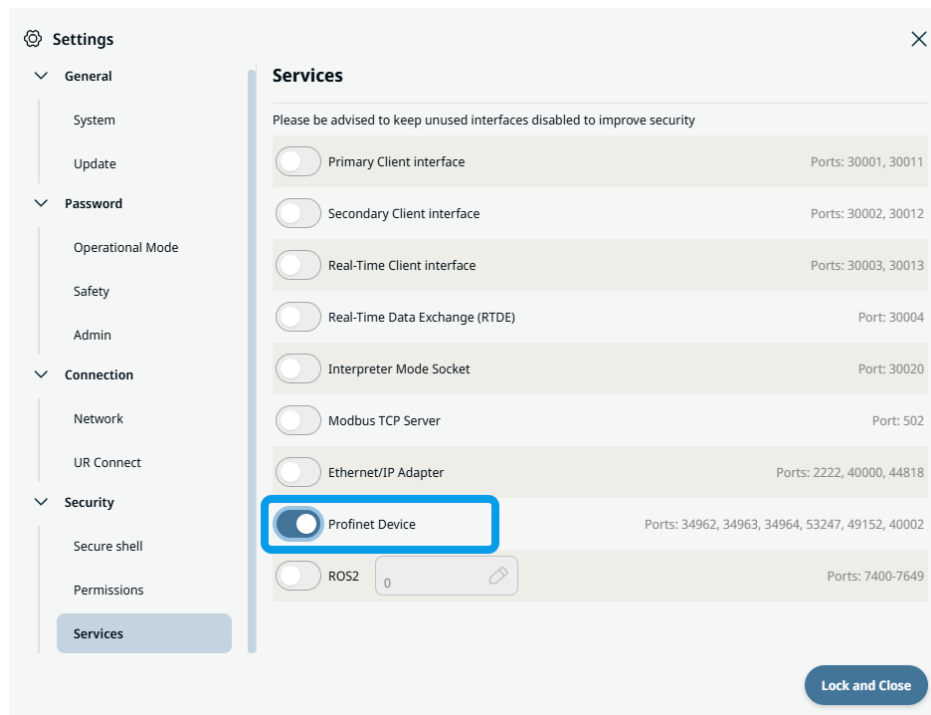 Settings
General
System
Update
Password
Operational Mode
Safety
Admin
Connection
Network
UR Connect
Security
Secure shell
Permissions
Services
Services
Please be advised to keep unused interfaces disabled to improve security
Primary Client interface Ports: 30001, 30011
Secondary Client interface Ports: 30002, 30012
Real-Time Client interface Ports: 30003, 30013
Real-Time Data Exchange (RTDE) Port: 30004
Interpreter Mode Socket Port: 30020
Modbus TCP Server Port: 502
Ethernet/IP Adapter Ports: 2222, 40000, 44818
Profinet Device Ports: 34962, 34963, 34964, 53247, 49152, 40002
ROS2 0 Ports: 7400-7649
Lock and Close